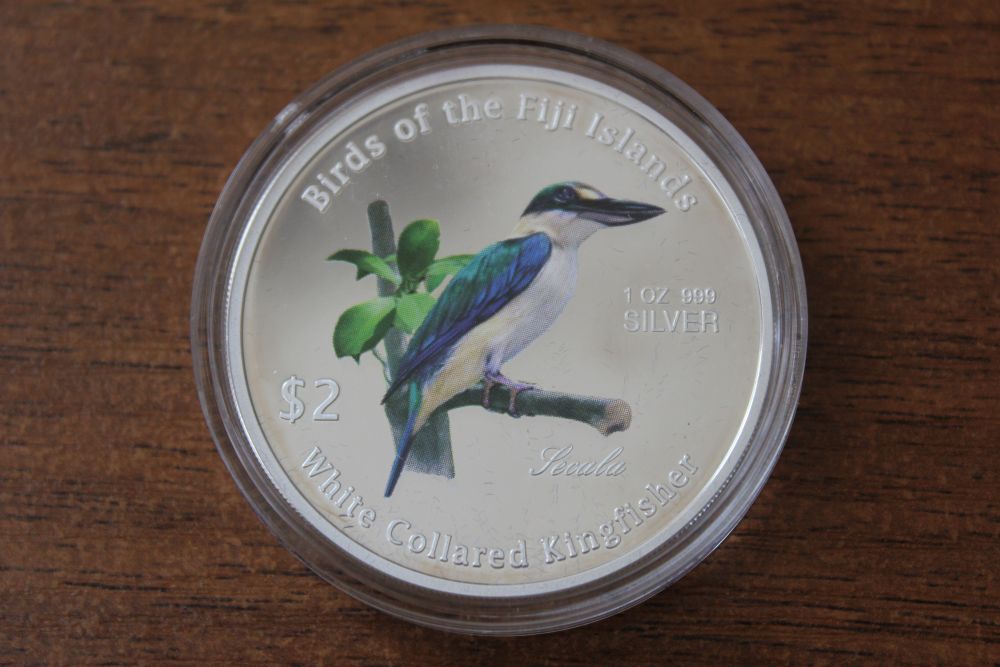 Birds of the Fiji Islands
1 OZ 999
SILVER
$2
Secala
White Collared Kingfisher